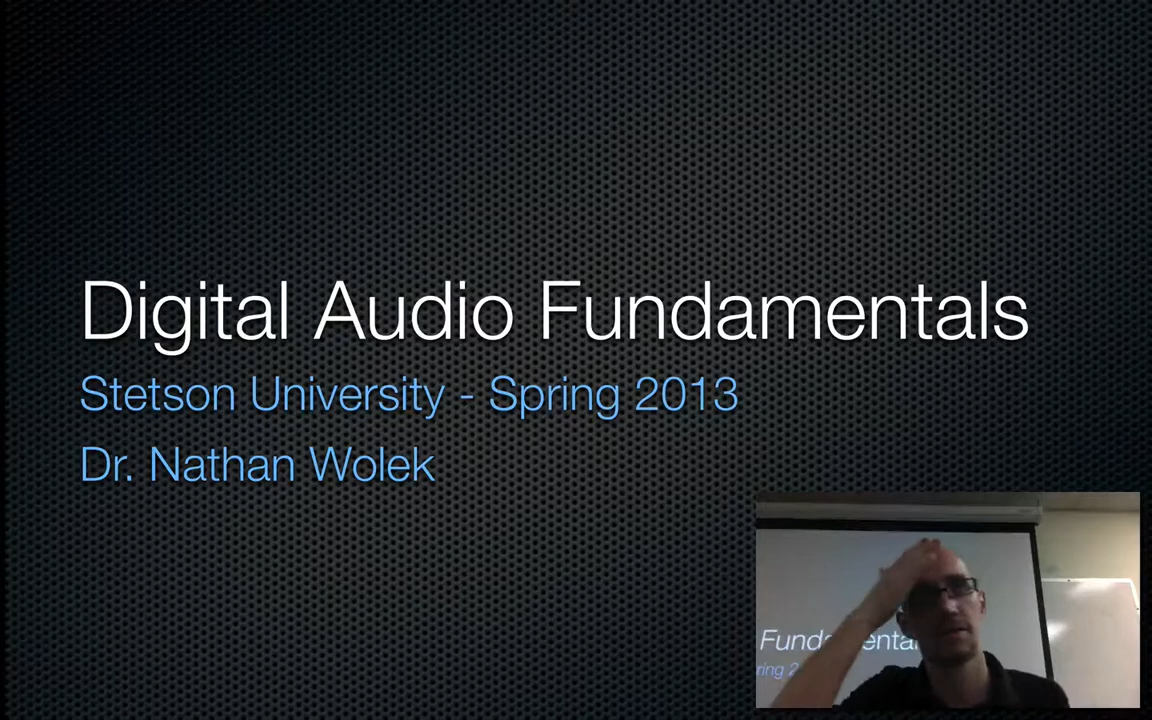 Digital Audio Fundamentals
Stetson University - Spring 2013
Dr. Nathan Wolek